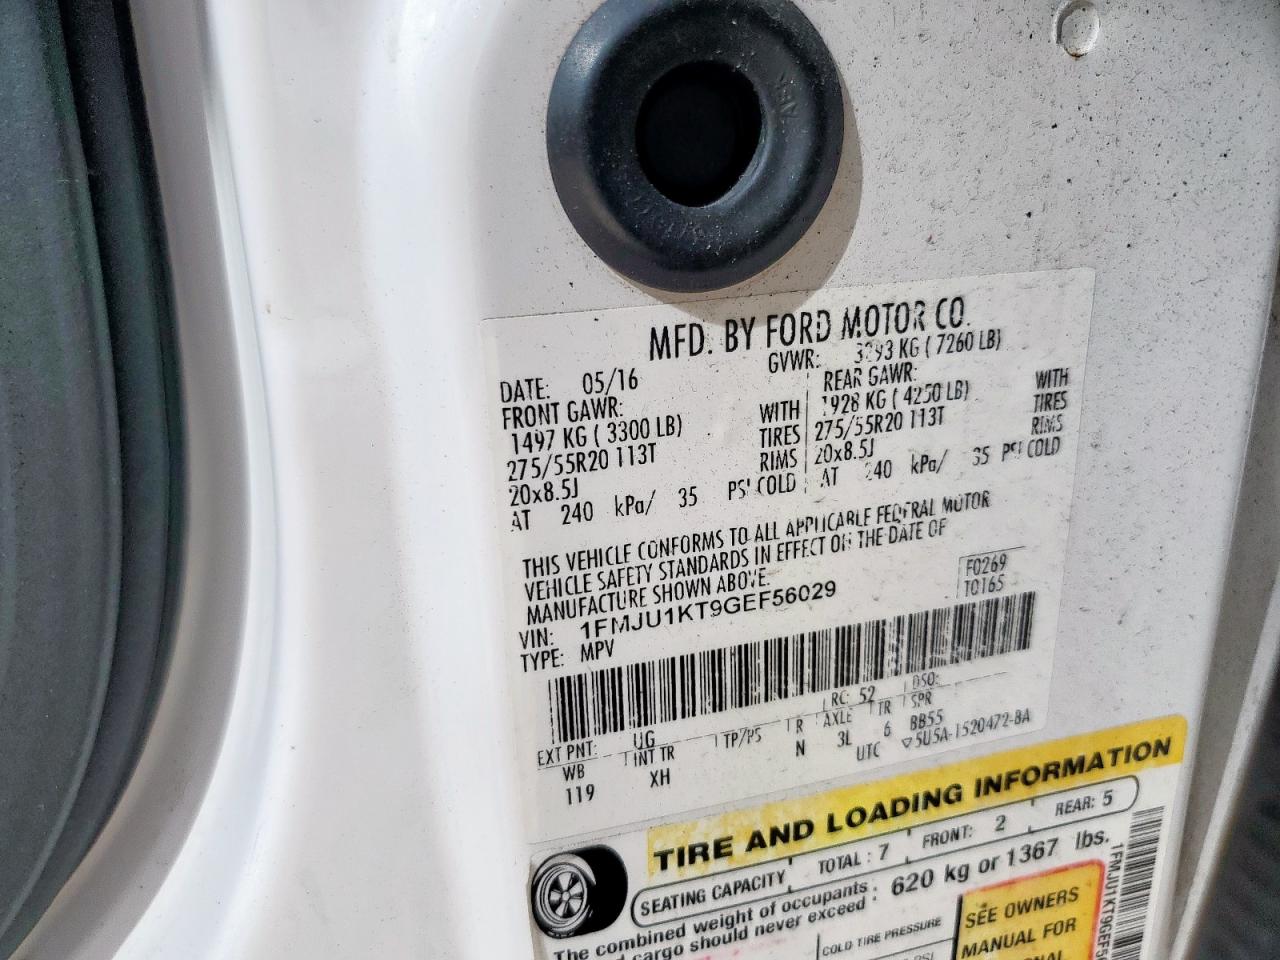 MFD. BY FORD MOTOR CO.
DATE: 05/16 GVWR: 3293 KG ( 7260 LB)
FRONT GAWR: REAR GAWR:
1497 KG ( 3300 LB) WITH 1928 KG ( 4250 LB) WITH
275/55R20 113T TIRES 275/55R20 113T TIRES
20x8.5J RIMS 20x8.5J RIMS
AT 240 kPa/ 35 PSI COLD AT 240 kPa/ 35 PSI COLD
THIS VEHICLE CONFORMS TO ALL APPLICABLE FEDERAL MOTOR
VEHICLE SAFETY STANDARDS IN EFFECT ON THE DATE OF
MANUFACTURE SHOWN ABOVE.
VIN: 1FMJU1KT9GEF56029
TYPE: MPV
F0269
T0165
EXT PNT: UG RC: 52 DSO:
WB INT TR TP/PS R AXLE TR SPR
119 XH N 3L 6 BB55
UTC ▽5U5A-1520472-BA
TIRE AND LOADING INFORMATION
SEATING CAPACITY TOTAL : 7 FRONT: 2 REAR: 5
The combined weight of occupants
cargo should never exceed : 620 kg or 1367 lbs.
COLD TIRE PRESSURE
SEE OWNERS
MANUAL FOR
1FMJU1KT9GEF5